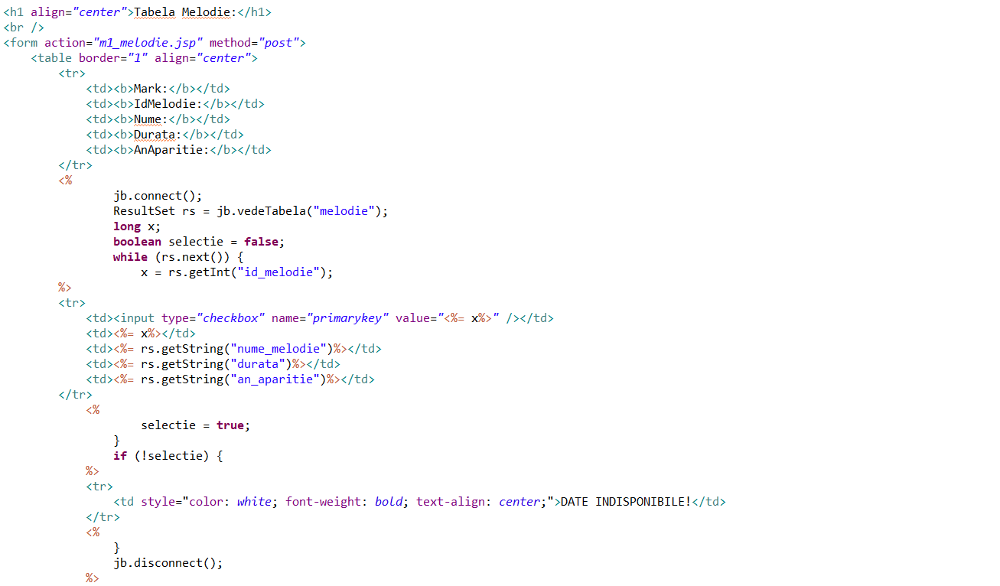 <h1 align="center">Tabela Melodie:</h1>
<br />
<form action="m1_melodie.jsp" method="post">
<table border="1" align="center">
<tr>
<td><b>Mark:</b></td>
<td><b>IdMelodie:</b></td>
<td><b>Nume:</b></td>
<td><b>Durata:</b></td>
<td><b>AnAparitie:</b></td>
</tr>
<%
jb.connect();
ResultSet rs = jb.vedeTabela("melodie");
long x;
boolean selectie = false;
while (rs.next()) {
x = rs.getInt("id_melodie");
%>
<tr>
<td><input type="checkbox" name="primarykey" value="<%= x%>" /></td>
<td><%= x%></td>
<td><%= rs.getString("nume_melodie")%></td>
<td><%= rs.getString("durata")%></td>
<td><%= rs.getString("an_aparitie")%></td>
</tr>
<%
selectie = true;
}
if (!selectie) {
%>
<tr>
<td style="color: white; font-weight: bold; text-align: center;">DATE INDISPONIBILE!</td>
</tr>
<%
}
jb.disconnect();
%>